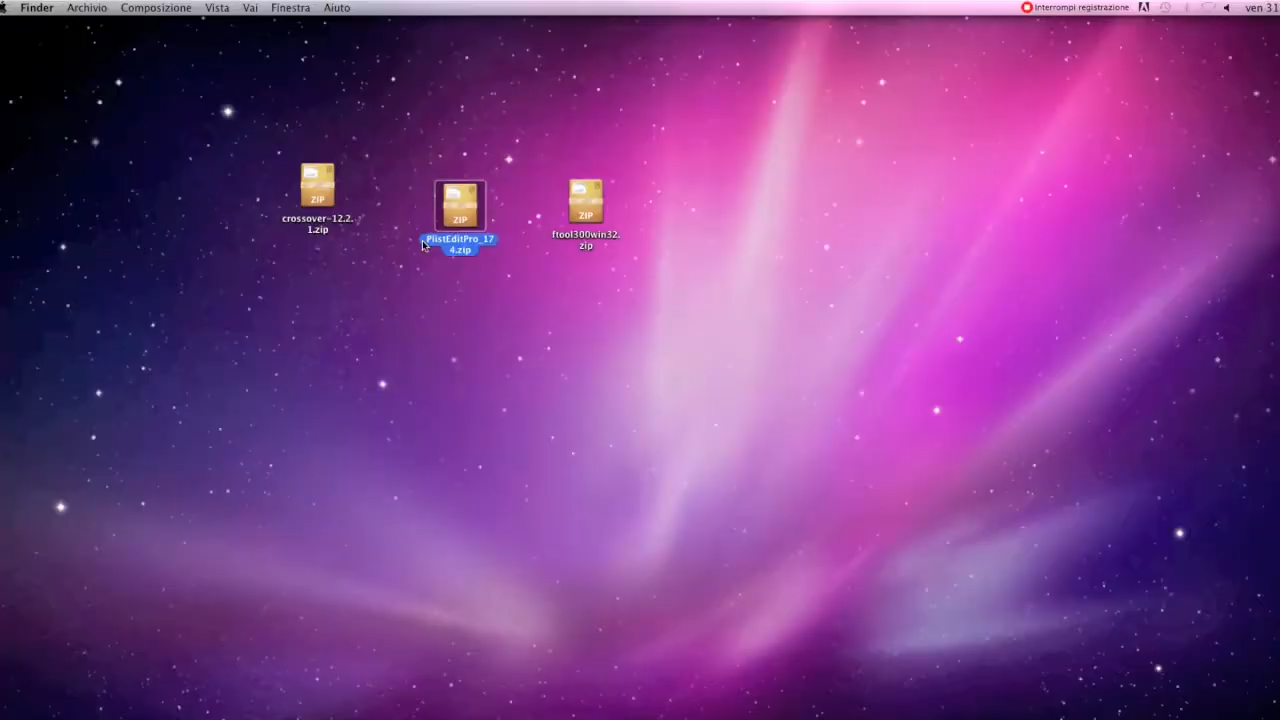 Finder Archivio Composizione Vista Vai Finestra Aiuto Interrompi registrazione ven 31
ZIP
crossover-12.2.
1.zip
ZIP
PlistEditPro_17
4.zip
ZIP
ftool300win32.
zip